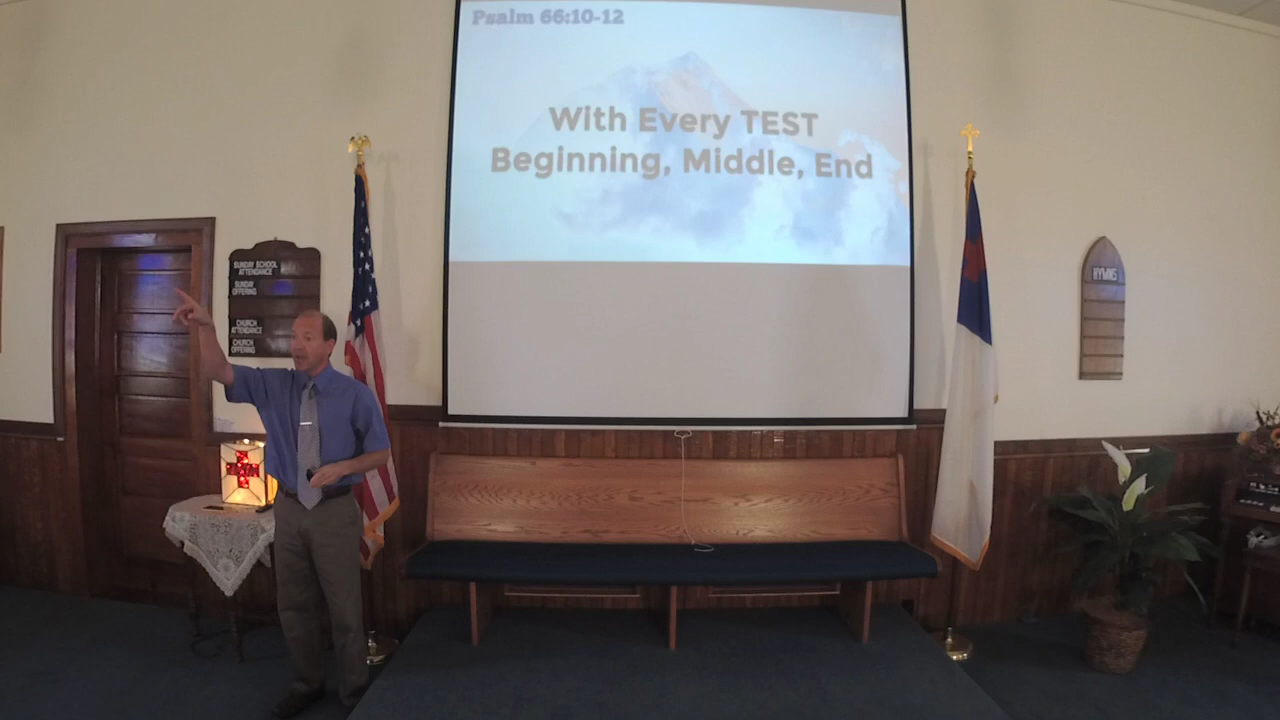 Psalm 66:10-12
With Every TEST
Beginning, Middle, End
SUNDAY SCHOOL
ATTENDANCE
SUNDAY
OFFERING
CHURCH
ATTENDANCE
CHURCH
OFFERING
HYMNS